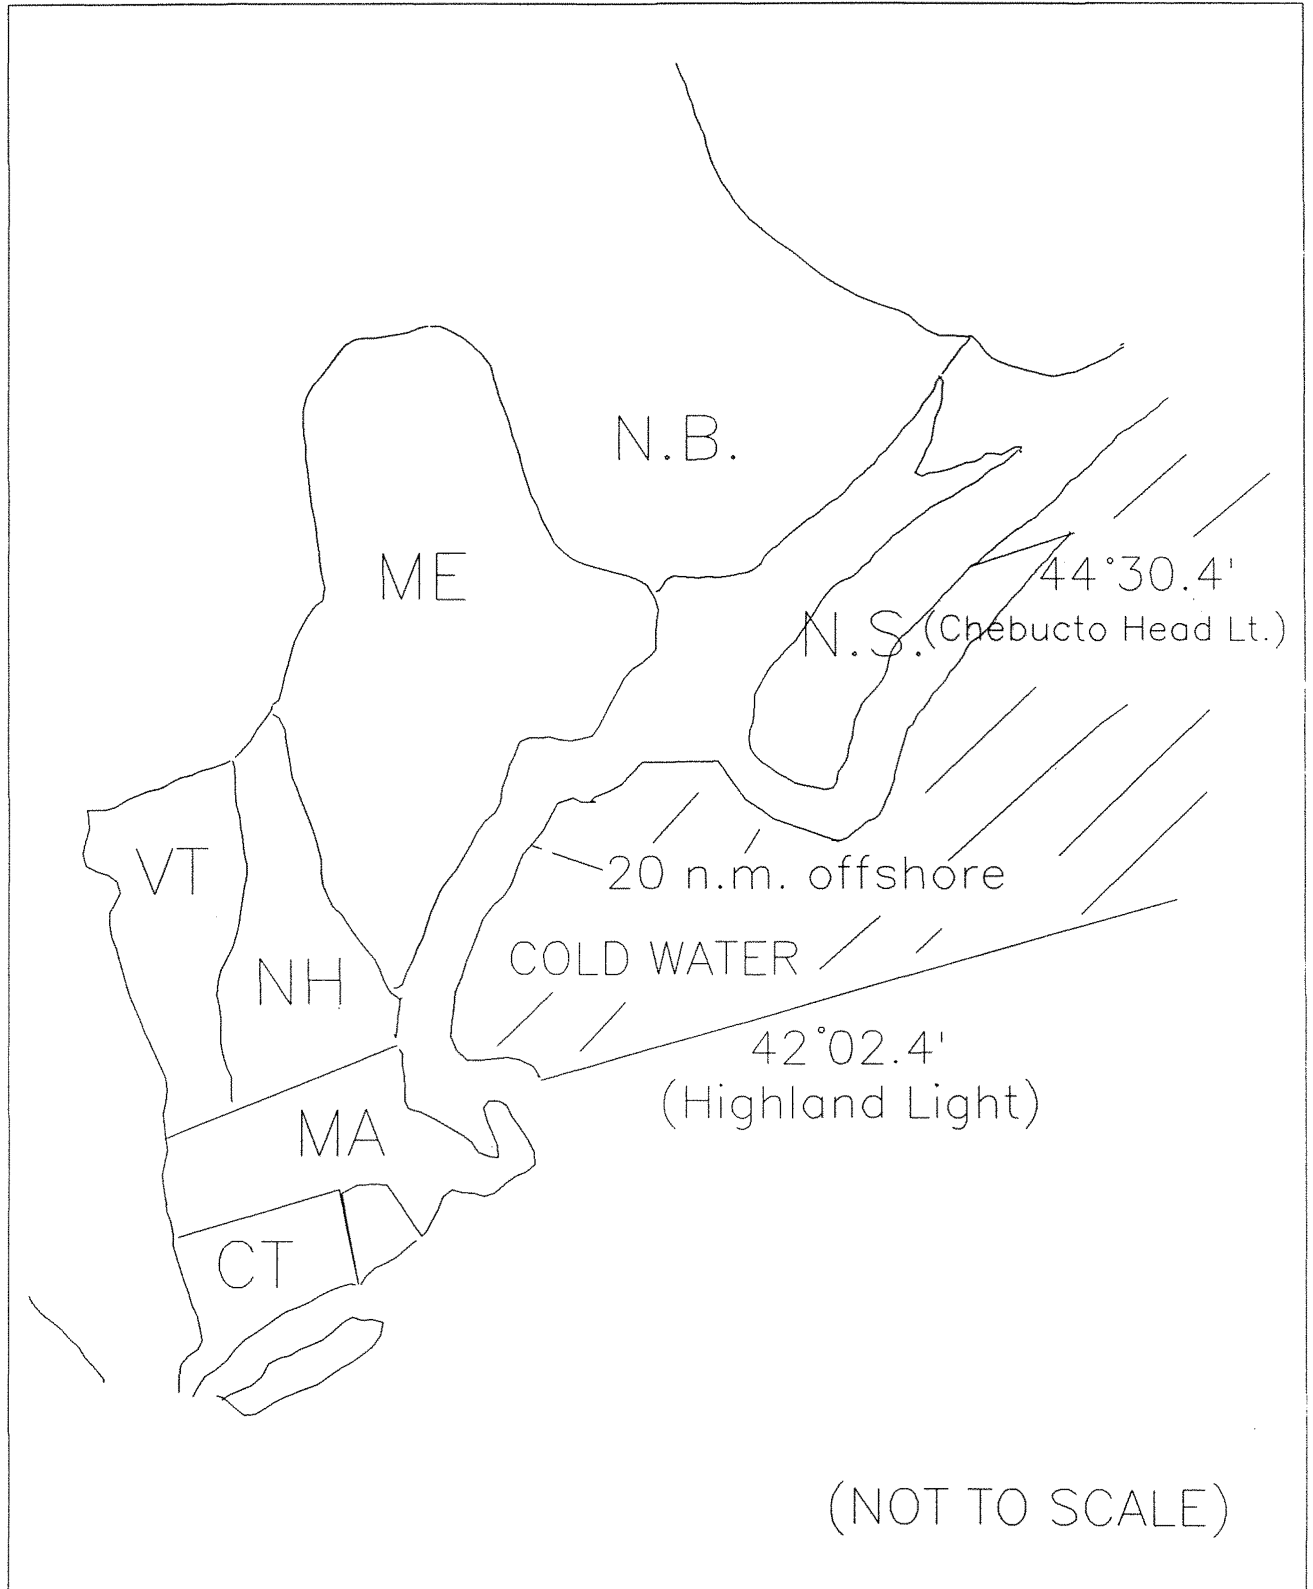 N.B.
ME
44°30.4'
N.S. (Chebucto Head Lt.)
VT
20 n.m. offshore
COLD WATER
NH
42°02.4'
(Highland Light)
MA
CT
(NOT TO SCALE)